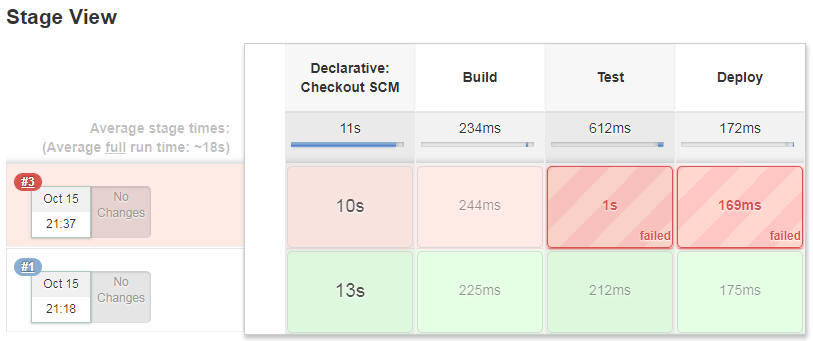 Stage View
Declarative:
Checkout SCM
Build
Test
Deploy
Average stage times:
(Average full run time: ~18s)
11s
234ms
612ms
172ms
#3
Oct 15
21:37
No
Changes
10s
244ms
1s
failed
169ms
failed
#1
Oct 15
21:18
No
Changes
13s
225ms
212ms
175ms